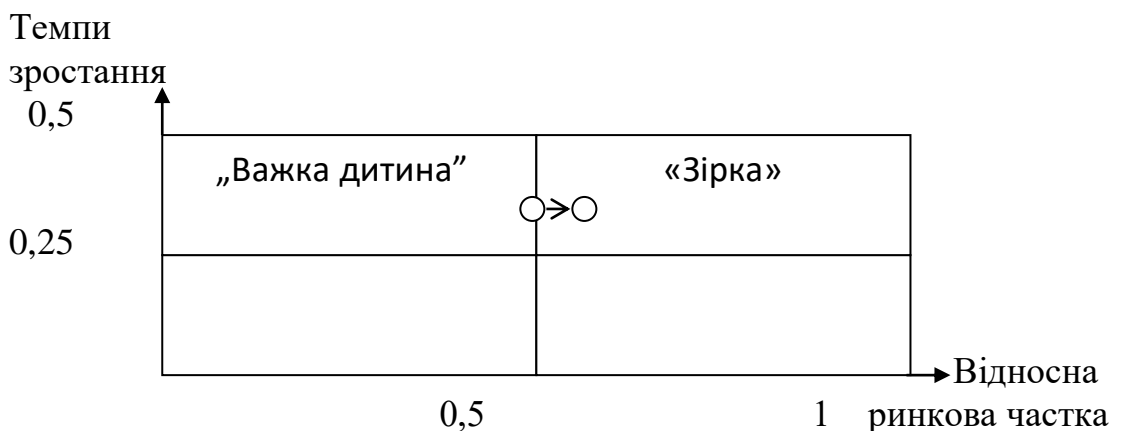 Темпи
зростання
0,5
„Важка дитина” «Зірка»
0,25
Відносна
0,5 1 ринкова частка